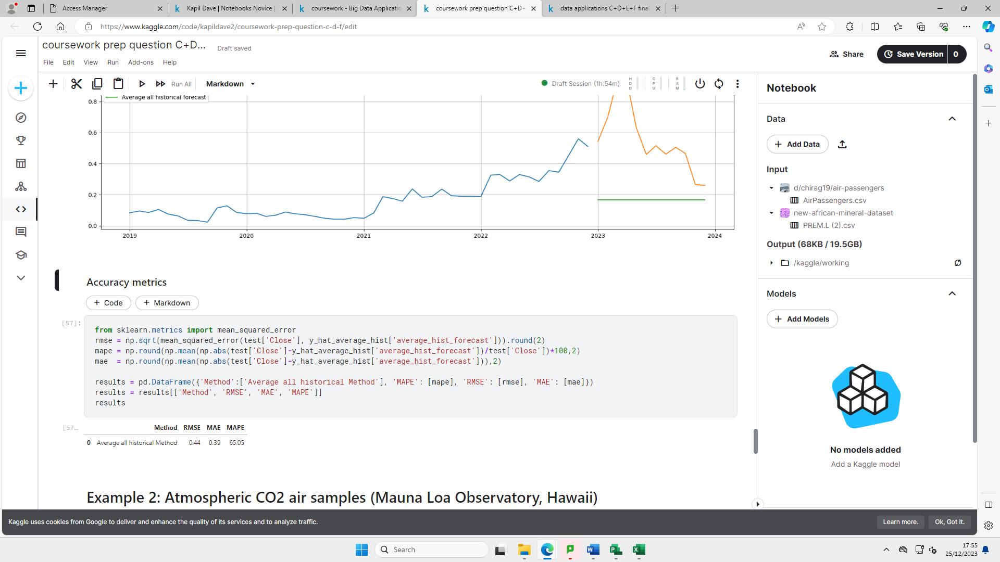 Access Manager
Kapil Dave | Notebooks Novice |
coursework - Big Data Applicatio
coursework prep question C+D+
data applications C+D+E+F final
https://www.kaggle.com/code/kapildave2/coursework-prep-question-c-d-f/edit
coursework prep question C+D...
Draft saved
Share
Save Version
0
File
Edit
View
Run
Add-ons
Help
Run All
Markdown
Draft Session (1h:54m)
HDD
CPU
RAM
Average all historical forecast
0.8
0.6
0.4
0.2
0.0
2019
2020
2021
2022
2023
2024
Accuracy metrics
+ Code
+ Markdown
[57]:
from sklearn.metrics import mean_squared_error
rmse = np.sqrt(mean_squared_error(test['Close'], y_hat_average_hist['average_hist_forecast'])).round(2)
mape = np.round(np.mean(np.abs(test['Close']-y_hat_average_hist['average_hist_forecast'])/test['Close'])*100,2)
mae  = np.round(np.mean(np.abs(test['Close']-y_hat_average_hist['average_hist_forecast'])),2)
results = pd.DataFrame({'Method':['Average all historical Method'], 'MAPE': [mape], 'RMSE': [rmse], 'MAE': [mae]})
results = results[['Method', 'RMSE', 'MAE', 'MAPE']]
results
[57...
Method RMSE MAE MAPE
0 Average all historical Method 0.44 0.39 65.05
Example 2: Atmospheric CO2 air samples (Mauna Loa Observatory, Hawaii)
Notebook
Data
+ Add Data
Input
d/chirag19/air-passengers
AirPassengers.csv
new-african-mineral-dataset
PREM.L (2).csv
Output (68KB / 19.5GB)
/kaggle/working
Models
+ Add Models
No models added
Add a Kaggle model
Kaggle uses cookies from Google to deliver and enhance the quality of its services and to analyze traffic.
Learn more.
Ok, Got it.
Search
17:55
25/12/2023